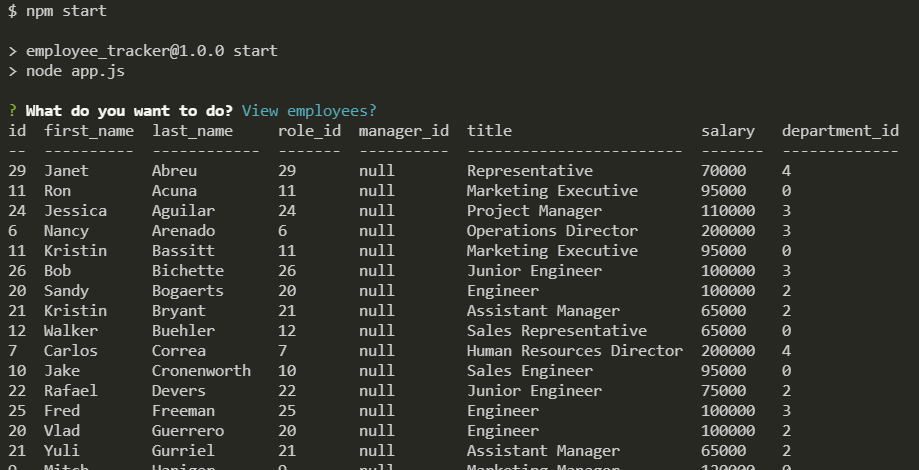 $ npm start
> employee_tracker@1.0.0 start
> node app.js
? What do you want to do? View employees?
id  first_name  last_name    role_id  manager_id  title                     salary  department_id
--  ----------  ------------  -------  ----------  ------------------------  -------  -------------
29  Janet       Abreu         29       null        Representative            70000   4
11  Ron         Acuna         11       null        Marketing Executive       95000   0
24  Jessica     Aguilar       24       null        Project Manager           110000  3
6   Nancy       Arenado       6        null        Operations Director       200000  3
11  Kristin     Bassitt       11       null        Marketing Executive       95000   0
26  Bob         Bichette      26       null        Junior Engineer           100000  3
20  Sandy       Bogaerts      20       null        Engineer                  100000  2
21  Kristin     Bryant        21       null        Assistant Manager         65000   2
12  Walker      Buehler       12       null        Sales Representative      65000   0
7   Carlos      Correa        7        null        Human Resources Director  200000  4
10  Jake        Cronenworth   10       null        Sales Engineer            95000   0
22  Rafael      Devers        22       null        Junior Engineer           75000   2
25  Fred        Freeman       25       null        Engineer                  100000  3
20  Vlad        Guerrero      20       null        Engineer                  100000  2
21  Yuli        Gurriel       21       null        Assistant Manager         65000   2
9   Mitch       Haniger       9        null        Marketing Manager         120000  0